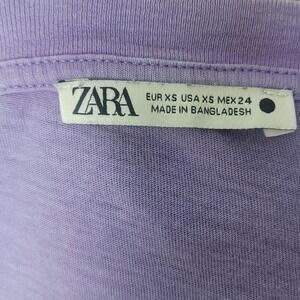 ZARA
EUR XS USA XS MEX 24
MADE IN BANGLADESH